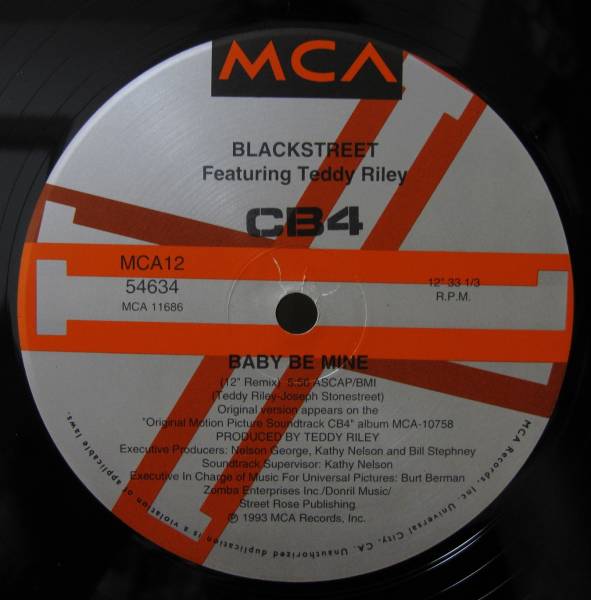 MCA
BLACKSTREET
Featuring Teddy Riley
CB4
MCA12
54634
MCA 11686
12" 33 1/3
R.P.M.
BABY BE MINE
(12" Remix) 5:56 ASCAP/BMI
(Teddy Riley-Joseph Stonestreet)
Original version appears on the
"Original Motion Picture Soundtrack CB4" album MCA-10758
PRODUCED BY TEDDY RILEY
Executive Producers: Nelson George, Kathy Nelson and Bill Stephney
Soundtrack Supervisor: Kathy Nelson
Executive In Charge of Music For Universal Pictures: Burt Berman
Zomba Enterprises Inc./Donril Music/
Street Rose Publishing
℗ 1993 MCA Records, Inc.
MCA Records, Inc. Universal City, CA. Unauthorized duplication is a violation of applicable laws.